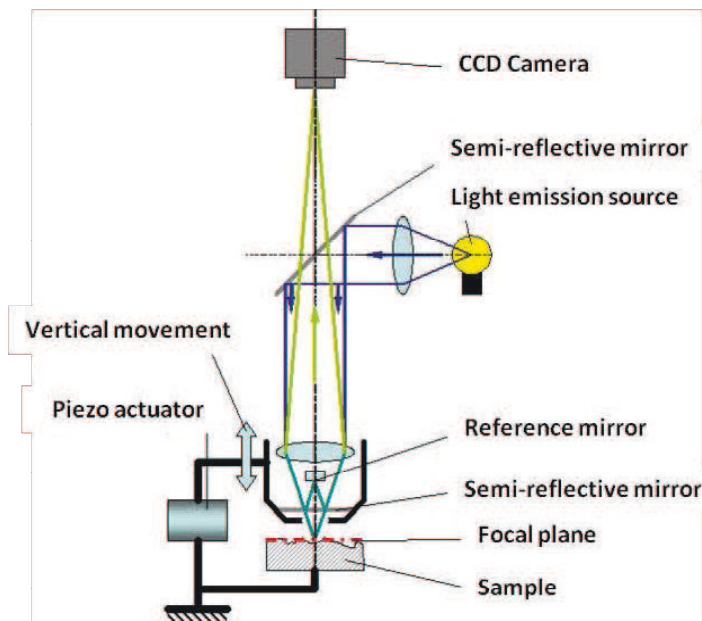 CCD Camera
Semi-reflective mirror
Light emission source
Vertical movement
Piezo actuator
Reference mirror
Semi-reflective mirror
Focal plane
Sample